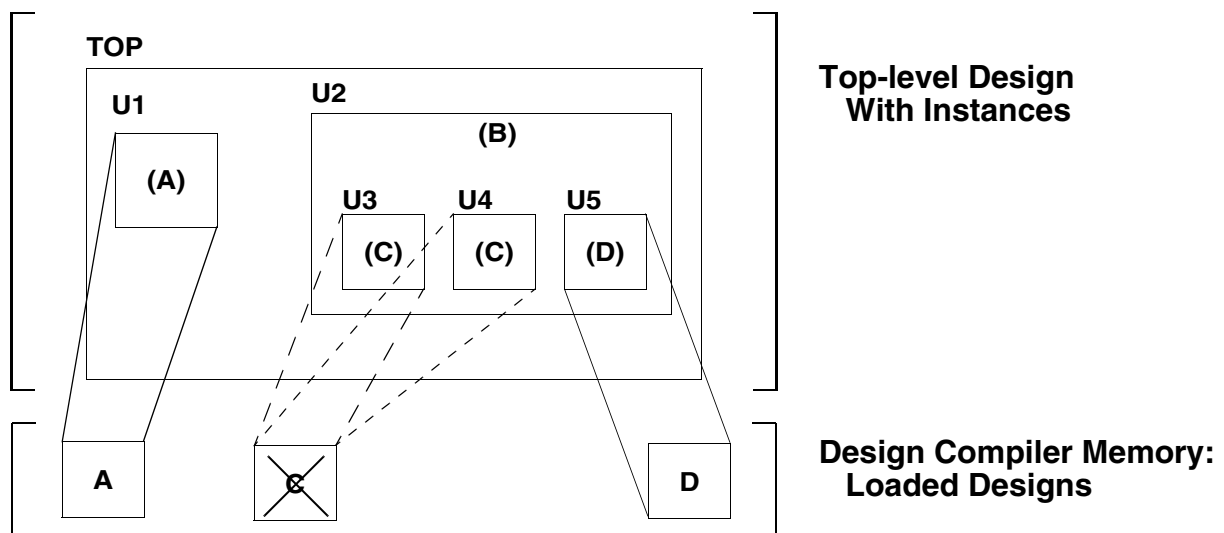 TOP
U1
U2
(B)
(A)
U3
U4
U5
(C)
(C)
(D)
Top-level Design
With Instances
A
C
D
Design Compiler Memory:
Loaded Designs